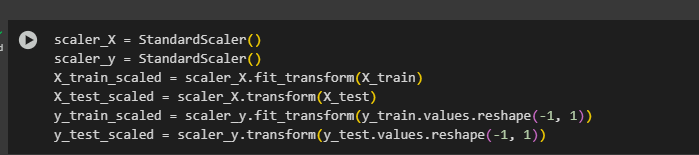 scaler_X = StandardScaler()
scaler_y = StandardScaler()
X_train_scaled = scaler_X.fit_transform(X_train)
X_test_scaled = scaler_X.transform(X_test)
y_train_scaled = scaler_y.fit_transform(y_train.values.reshape(-1, 1))
y_test_scaled = scaler_y.transform(y_test.values.reshape(-1, 1))